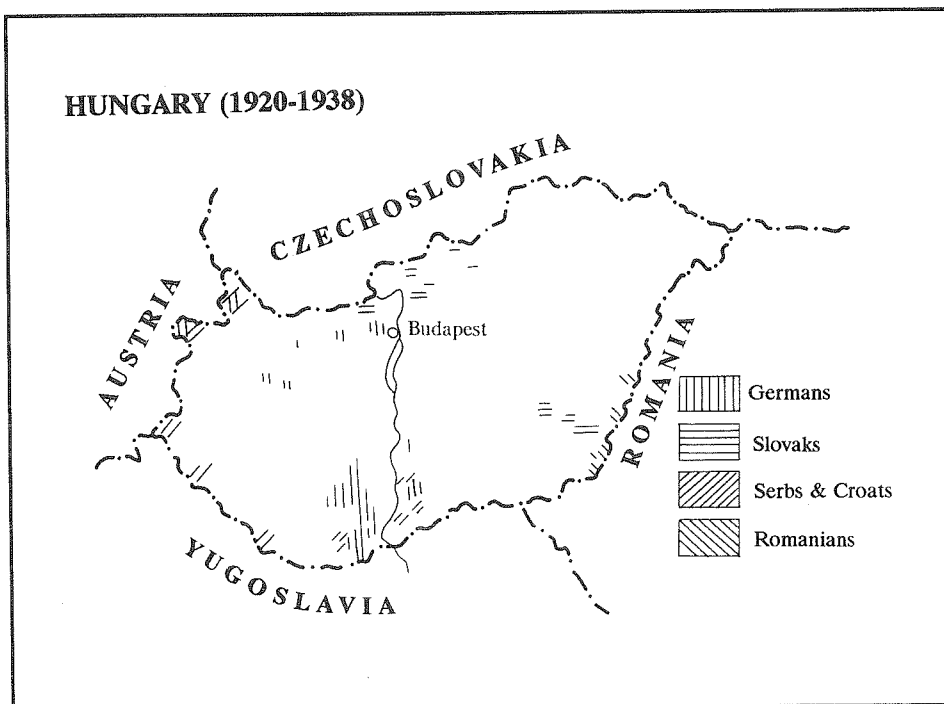 HUNGARY (1920-1938)
CZECHOSLOVAKIA
AUSTRIA
Budapest
ROMANIA
YUGOSLAVIA
Germans
Slovaks
Serbs & Croats
Romanians